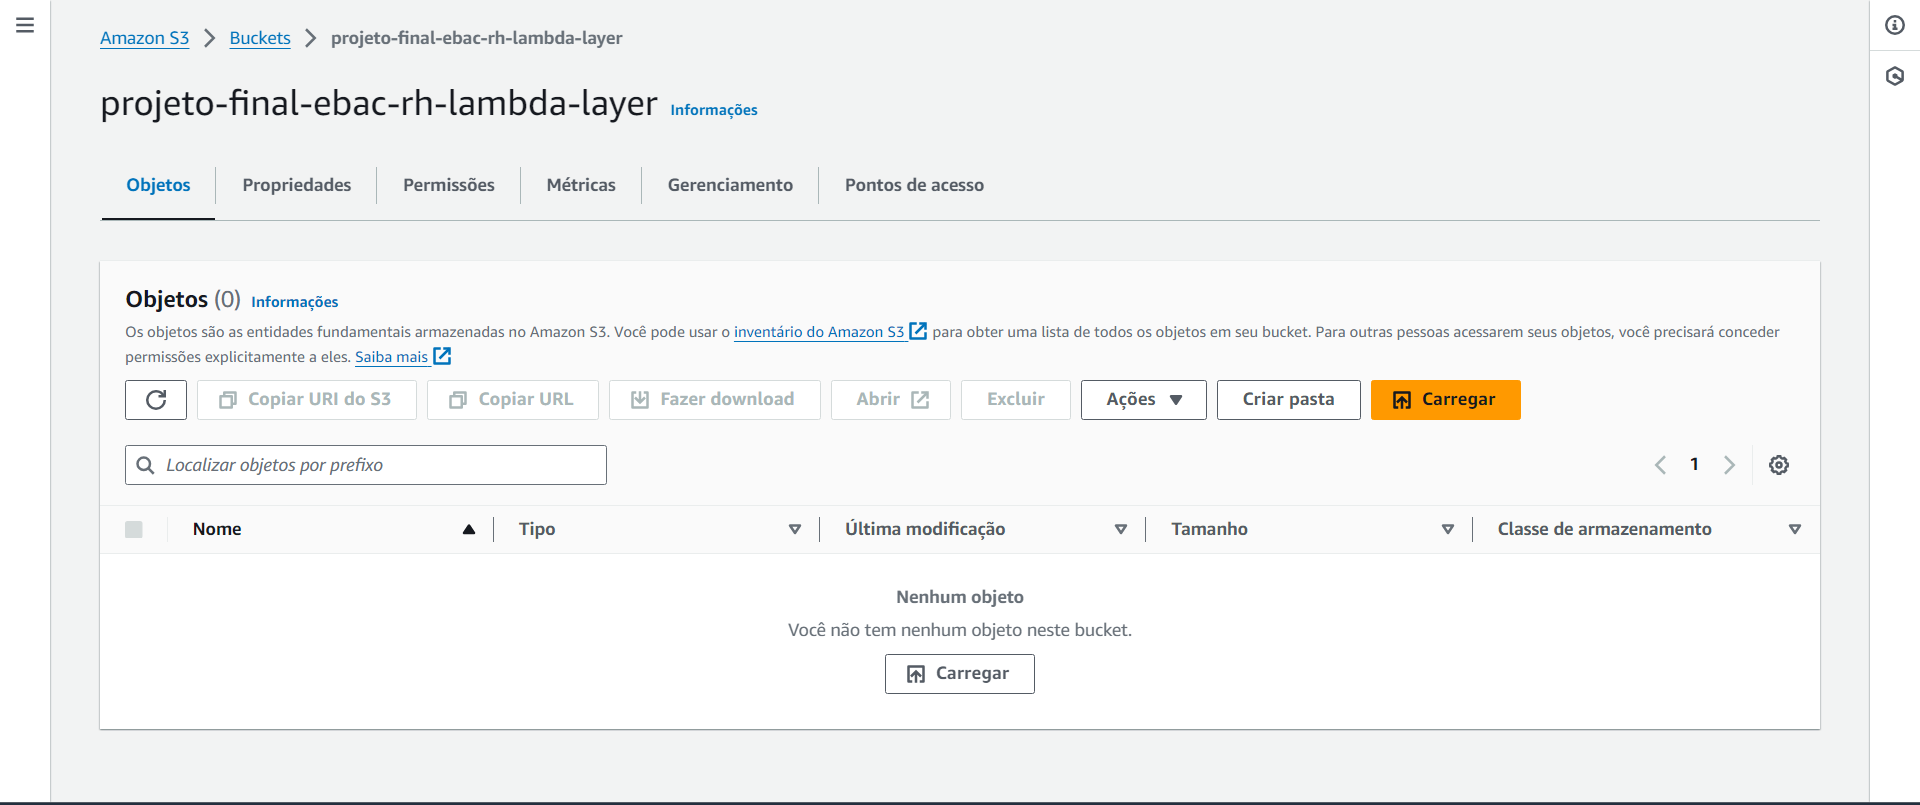 Amazon S3 > Buckets > projeto-final-ebac-rh-lambda-layer
projeto-final-ebac-rh-lambda-layer Informações
Objetos Propriedades Permissões Métricas Gerenciamento Pontos de acesso
Objetos (0) Informações
Os objetos são as entidades fundamentais armazenadas no Amazon S3. Você pode usar o inventário do Amazon S3 para obter uma lista de todos os objetos em seu bucket. Para outras pessoas acessarem seus objetos, você precisará conceder
permissões explicitamente a eles. Saiba mais
Copiar URI do S3 Copiar URL Fazer download Abrir Excluir Ações Criar pasta Carregar
Localizar objetos por prefixo 1
Nome Tipo Última modificação Tamanho Classe de armazenamento
Nenhum objeto
Você não tem nenhum objeto neste bucket.
Carregar